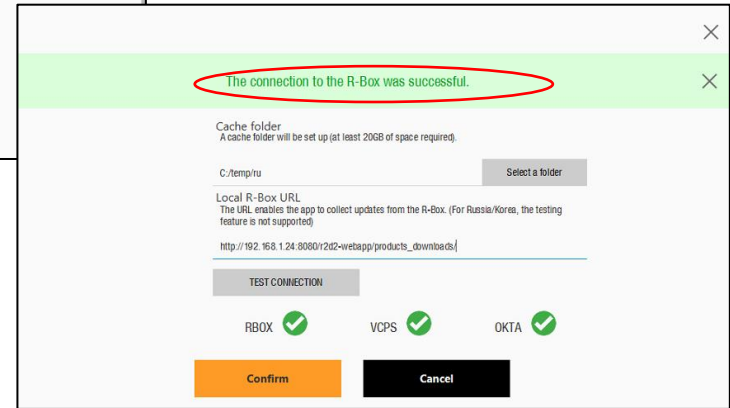 The connection to the R-Box was successful.
Cache folder
A cache folder will be set up (at least 20GB of space required).
C:/temp/ru
Select a folder
Local R-Box URL
The URL enables the app to collect updates from the R-Box. (For Russia/Korea, the testing
feature is not supported)
http://192.168.1.24:8080/r2d2-webapp/products_downloads/
TEST CONNECTION
RBOX VCPS OKTA
Confirm Cancel